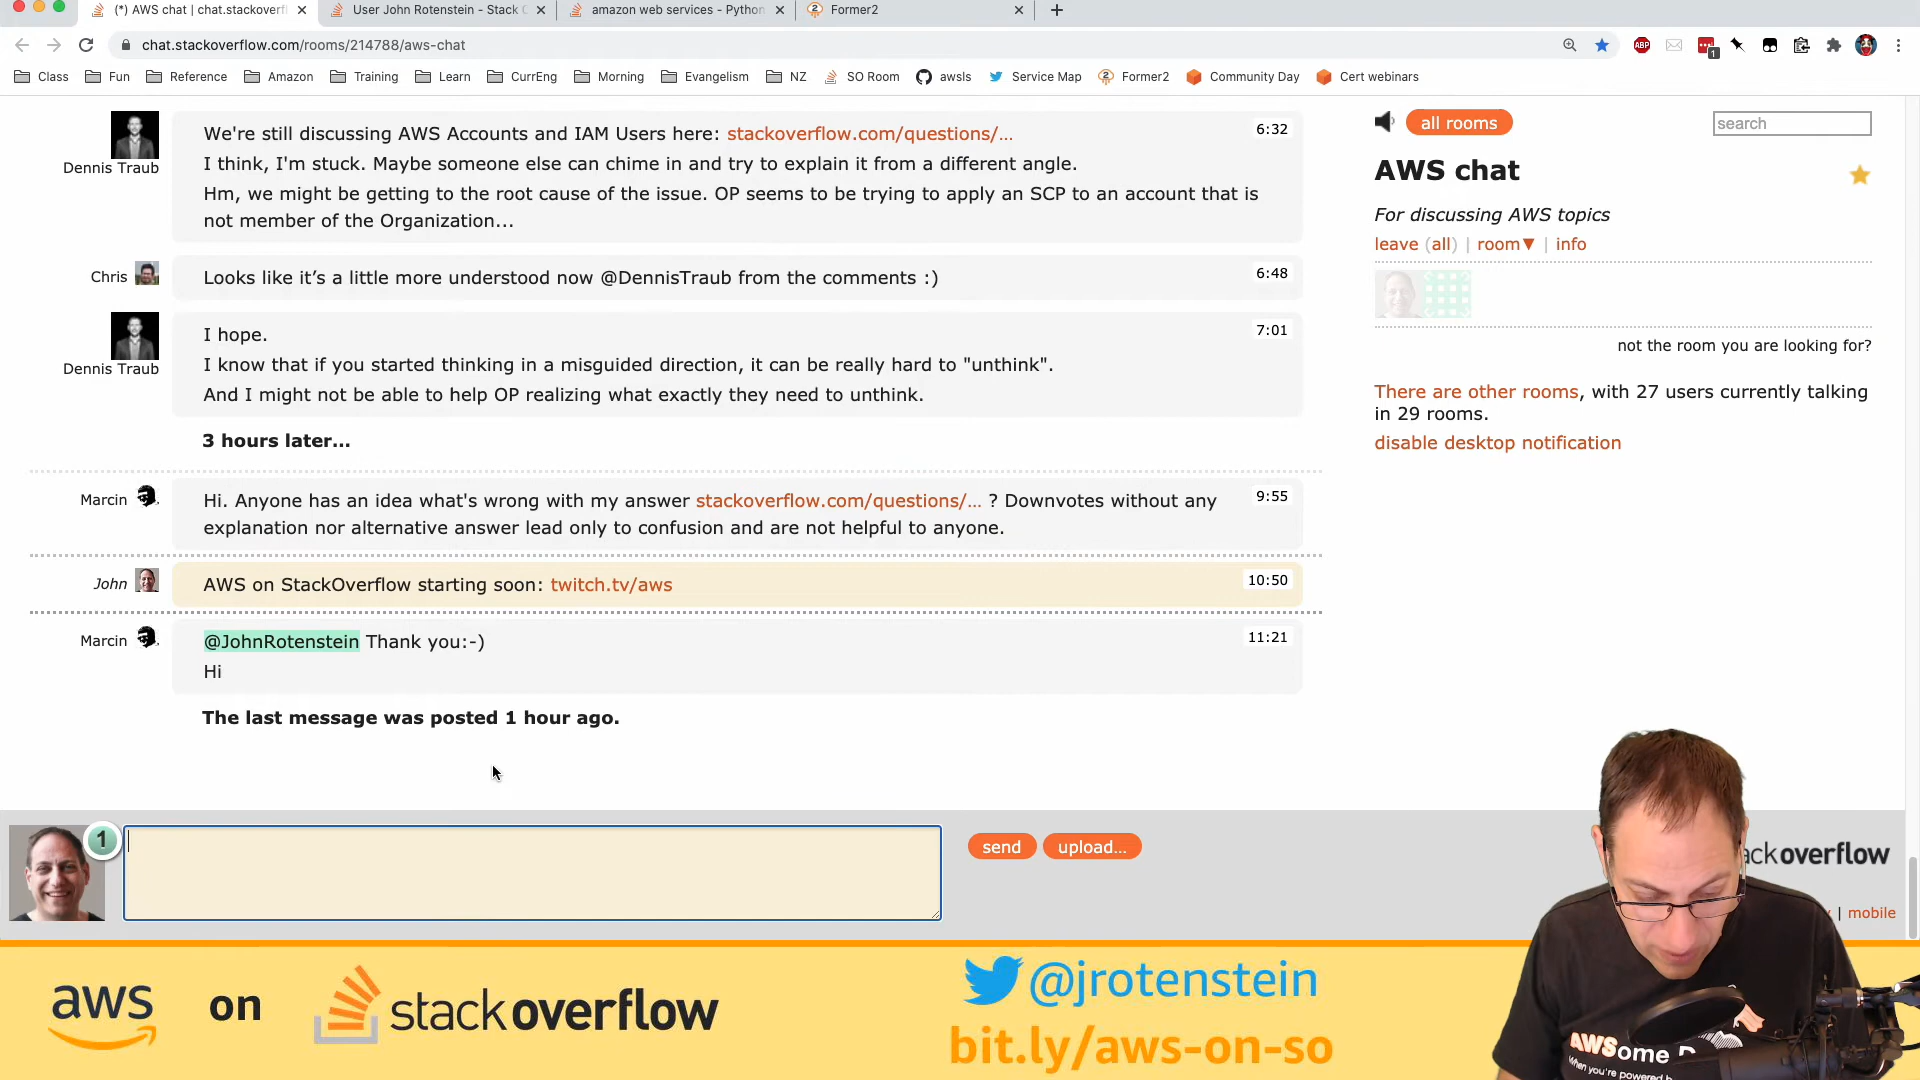 (*) AWS chat | chat.stackoverf
User John Rotenstein - Stack O
amazon web services - Python
Former2
chat.stackoverflow.com/rooms/214788/aws-chat
ABP
1
Class
Fun
Reference
Amazon
Training
Learn
CurrEng
Morning
Evangelism
NZ
SO Room
awsls
Service Map
Former2
Community Day
Cert webinars
Dennis Traub
We're still discussing AWS Accounts and IAM Users here: stackoverflow.com/questions/... 6:32
I think, I'm stuck. Maybe someone else can chime in and try to explain it from a different angle.
Hm, we might be getting to the root cause of the issue. OP seems to be trying to apply an SCP to an account that is
not member of the Organization...
Chris
Looks like it's a little more understood now @DennisTraub from the comments :) 6:48
Dennis Traub
I hope. 7:01
I know that if you started thinking in a misguided direction, it can be really hard to "unthink".
And I might not be able to help OP realizing what exactly they need to unthink.
3 hours later...
Marcin
Hi. Anyone has an idea what's wrong with my answer stackoverflow.com/questions/... ? Downvotes without any 9:55
explanation nor alternative answer lead only to confusion and are not helpful to anyone.
John
AWS on StackOverflow starting soon: twitch.tv/aws 10:50
Marcin
@JohnRotenstein Thank you:-) 11:21
Hi
The last message was posted 1 hour ago.
all rooms
search
AWS chat
For discussing AWS topics
leave (all) | room▼ | info
not the room you are looking for?
There are other rooms, with 27 users currently talking
in 29 rooms.
disable desktop notification
1
send
upload...
ckoverflow
| mobile
aws on stackoverflow
@jrotenstein
bit.ly/aws-on-so
AWSome D
When you're powered b